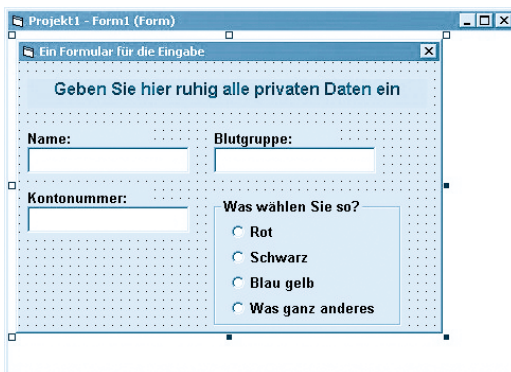 Projekt1 - Form1 (Form)
Ein Formular für die Eingabe
Geben Sie hier ruhig alle privaten Daten ein
Name:
Blutgruppe:
Kontonummer:
Was wählen Sie so?
Rot
Schwarz
Blau gelb
Was ganz anderes